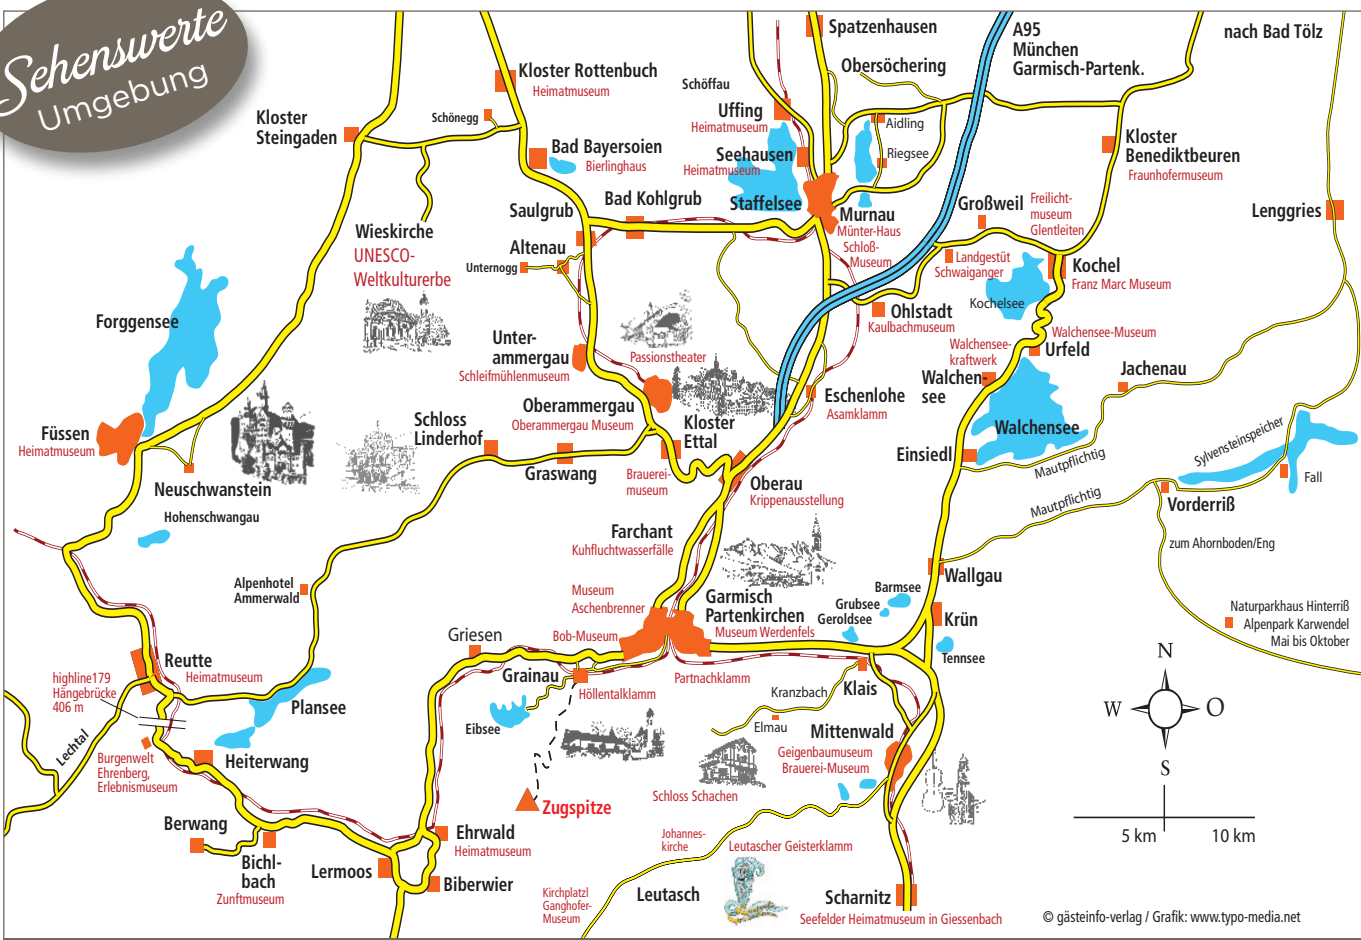 Sehenswerte
Umgebung
Spatzenhausen
A95
München
Garmisch-Partenk.
nach Bad Tölz
Obersöchering
Kloster Rottenbuch
Heimatmuseum
Schöffau
Uffing
Heimatmuseum
Kloster
Steingaden
Schönegg
Aidling
Riegsee
Kloster
Benediktbeuren
Fraunhofermuseum
Bad Bayersoien
Bierlinghaus
Seehausen
Heimatmuseum
Staffelsee
Bad Kohlgrub
Saulgrub
Murnau
Münter-Haus
Schloß-
Museum
Großweil
Freilicht-
museum
Glentleiten
Lenggries
Wieskirche
UNESCO-
Weltkulturerbe
Altenau
Unternogg
Landgestüt
Schwaiganger
Kochel
Franz Marc Museum
Kochelsee
Forggensee
Ohlstadt
Kaulbachmuseum
Walchensee-Museum
Urfeld
Walchensee-
kraftwerk
Walchen-
see
Jachenau
Unter-
ammergau
Schleifmühlenmuseum
Passionstheater
Eschenlohe
Asamklamm
Oberammergau
Oberammergau Museum
Schloss
Linderhof
Kloster
Ettal
Walchensee
Füssen
Heimatmuseum
Einsiedl
Mautpflichtig
Sylvensteinspeicher
Fall
Graswang
Brauerei-
museum
Oberau
Krippenausstellung
Neuschwanstein
Hohenschwangau
Mautpflichtig
Vorderriß
Farchant
Kuhfluchtwasserfälle
zum Ahornboden/Eng
Alpenhotel
Ammerwald
Wallgau
Museum
Aschenbrenner
Garmisch
Partenkirchen
Museum Werdenfels
Barmsee
Grubsee
Geroldsee
Krün
Naturparkhaus Hinterriß
Alpenpark Karwendel
Mai bis Oktober
Bob-Museum
Griesen
Tennsee
Reutte
Heimatmuseum
highline179
Hängebrücke
406 m
Grainau
Höllentalklamm
Partnachklamm
Klais
Kranzbach
Elmau
N
W
O
S
Plansee
Eibsee
Lechtal
Mittenwald
Geigenbaumuseum
Brauerei-Museum
Burgenwelt
Ehrenberg,
Erlebnismuseum
Heiterwang
Schloss Schachen
Zugspitze
5 km
10 km
Berwang
Ehrwald
Heimatmuseum
Johannes-
kirche
Leutascher Geisterklamm
Bichl-
bach
Zunftmuseum
Lermoos
Biberwier
Kirchplatzl
Ganghofer-
Museum
Leutasch
Scharnitz
Seefelder Heimatmuseum in Giessenbach
© gästeinfo-verlag / Grafik: www.typo-media.net